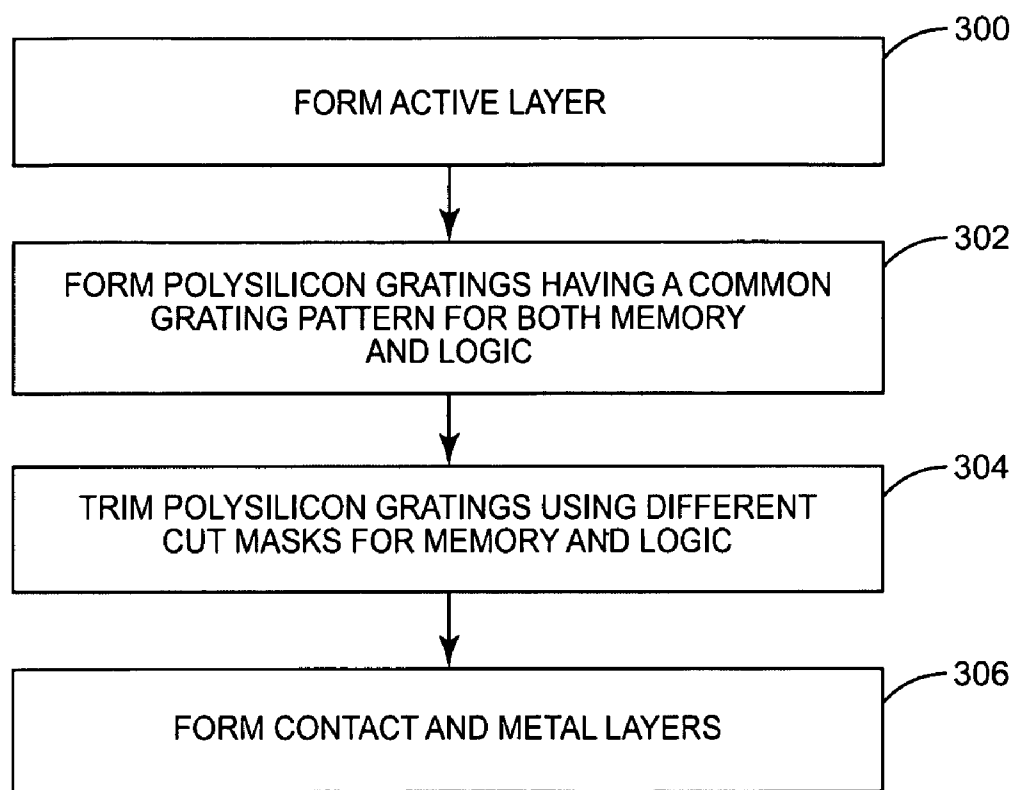 300
FORM ACTIVE LAYER
302
FORM POLYSILICON GRATINGS HAVING A COMMON
GRATING PATTERN FOR BOTH MEMORY
AND LOGIC
304
TRIM POLYSILICON GRATINGS USING DIFFERENT
CUT MASKS FOR MEMORY AND LOGIC
306
FORM CONTACT AND METAL LAYERS